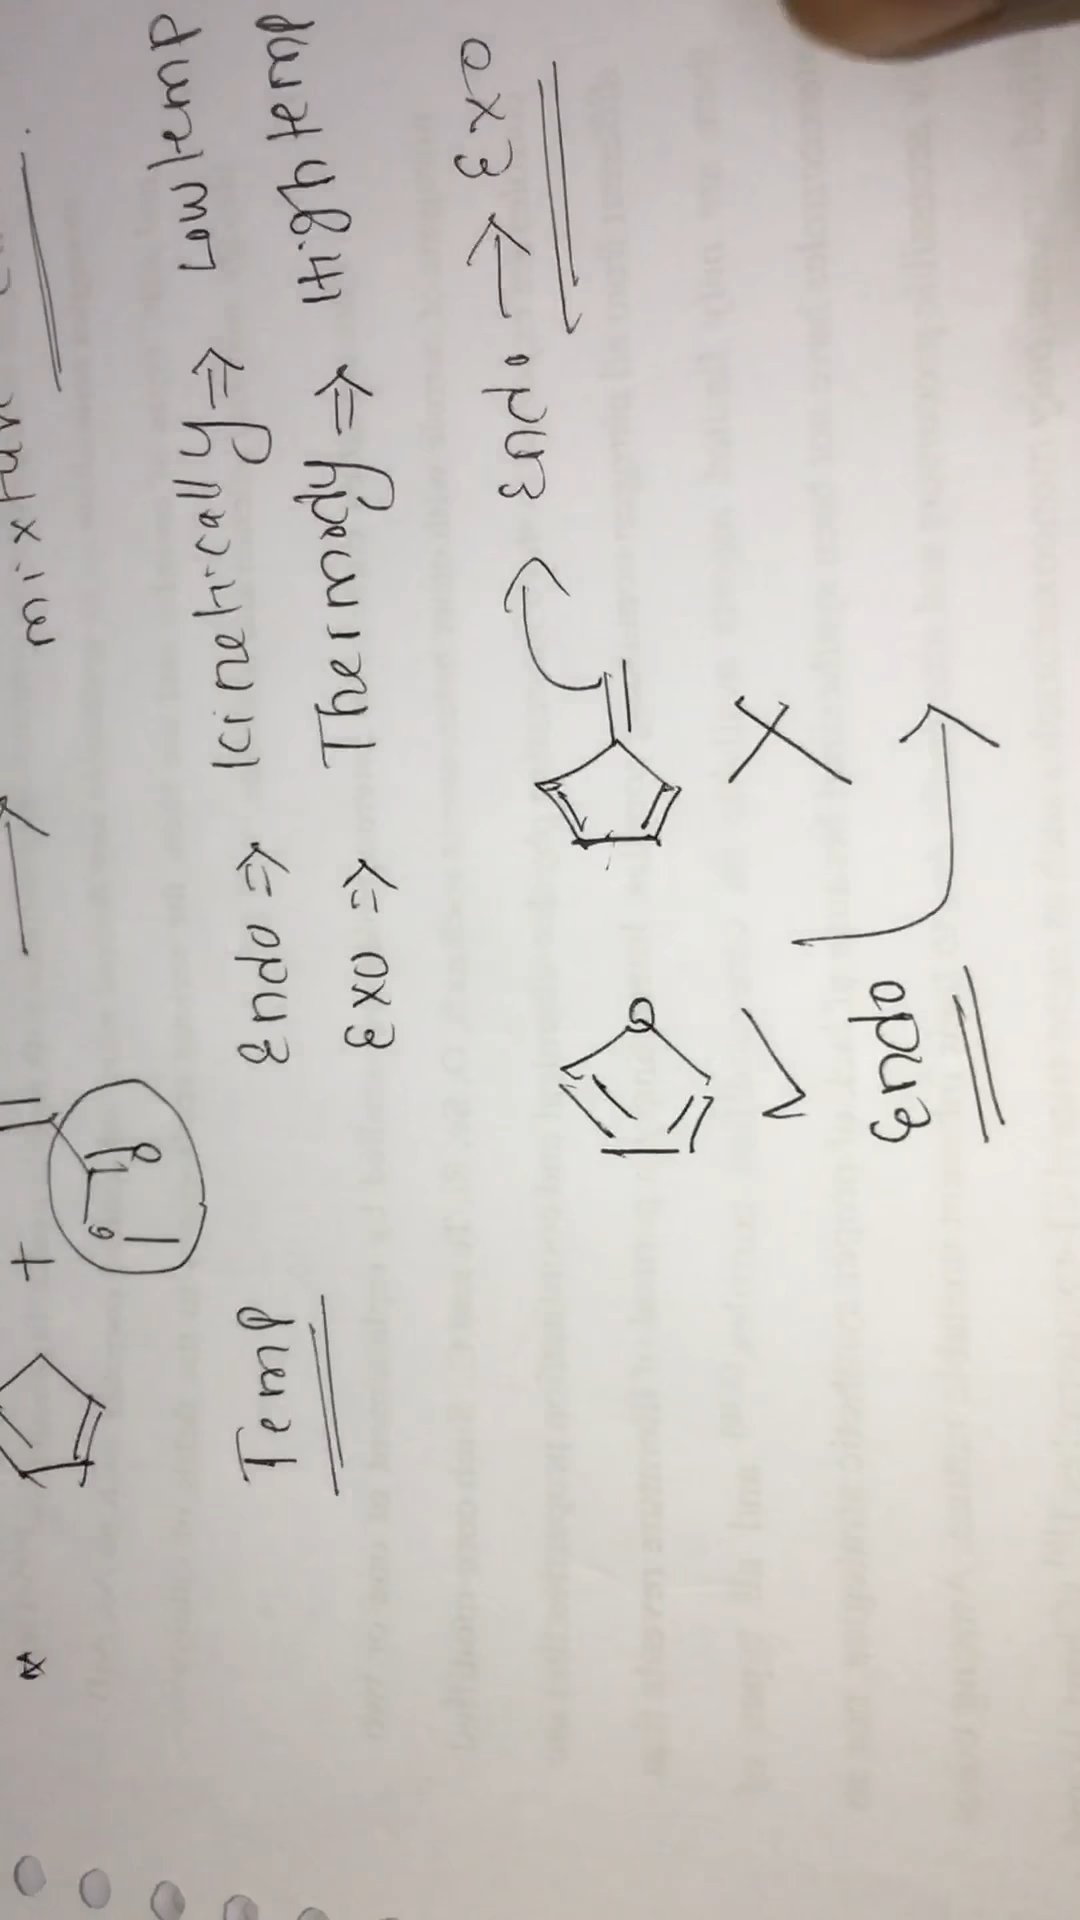 * + → mixture
O O
Temp Endo ⇒ Kinetically ⇒ Low temp
Exo ⇒ Thermody ⇒ High temp
Endo → Exo
O
Endo